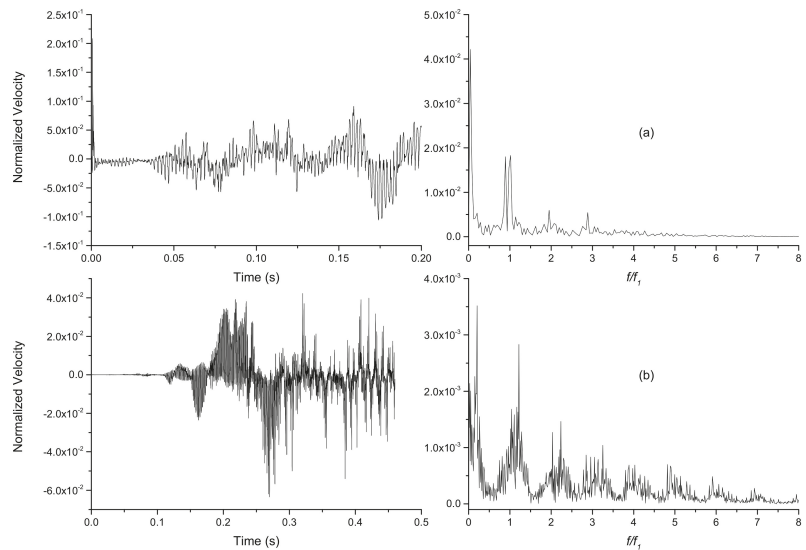 2.5x10⁻¹
2.0x10⁻¹
1.5x10⁻¹
1.0x10⁻¹
5.0x10⁻²
0.0
-5.0x10⁻²
-1.0x10⁻¹
-1.5x10⁻¹
Normalized Velocity
0.00 0.05 0.10 0.15 0.20
Time (s)
5.0x10⁻²
4.0x10⁻²
3.0x10⁻²
2.0x10⁻²
1.0x10⁻²
0.0
(a)
0 1 2 3 4 5 6 7 8
f/f₁
4.0x10⁻²
2.0x10⁻²
0.0
-2.0x10⁻²
-4.0x10⁻²
-6.0x10⁻²
Normalized Velocity
0.0 0.1 0.2 0.3 0.4 0.5
Time (s)
4.0x10⁻³
3.0x10⁻³
2.0x10⁻³
1.0x10⁻³
0.0
(b)
0 1 2 3 4 5 6 7 8
f/f₁